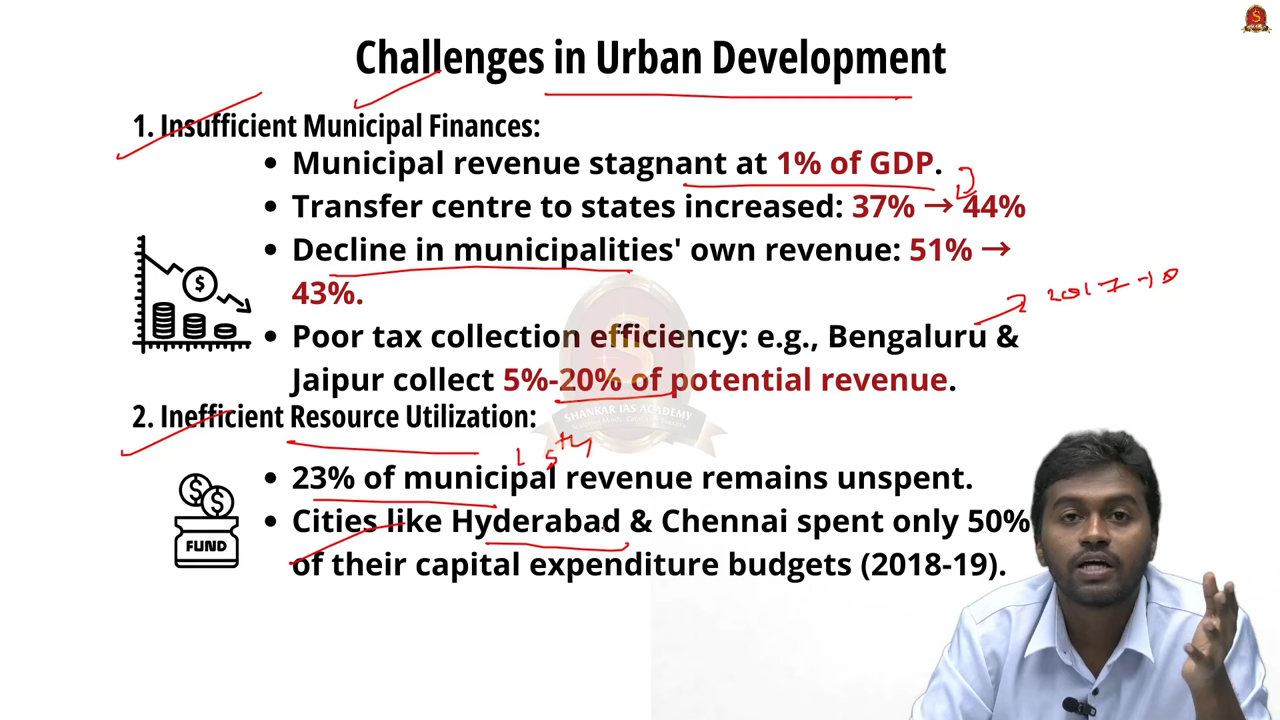 Challenges in Urban Development
1. Insufficient Municipal Finances:
• Municipal revenue stagnant at 1% of GDP.
• Transfer centre to states increased: 37% → 44%
• Decline in municipalities' own revenue: 51% →
43%.
2017-18
• Poor tax collection efficiency: e.g., Bengaluru &
Jaipur collect 5%-20% of potential revenue.
SHANKAR IAS ACADEMY
2. Inefficient Resource Utilization:
• 23% of municipal revenue remains unspent.
• Cities like Hyderabad & Chennai spent only 50%
FUND
of their capital expenditure budgets (2018-19).